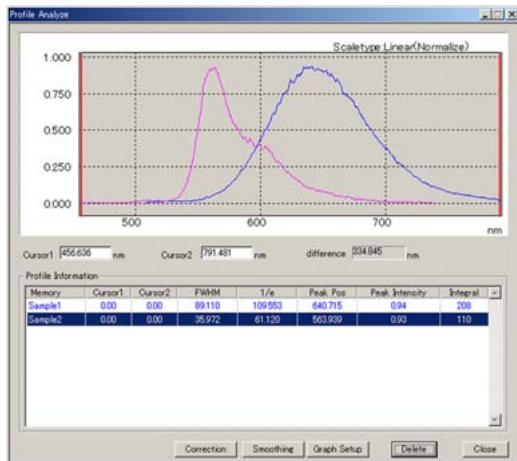 Profile Analyze
Scaletype:Linear(Normalize)
1.000
0.750
0.500
0.250
0.000
500 600 700
nm
Cursor1 456.636 nm Cursor2 791.481 nm difference 334.845 nm
Profile Information
Memory Cursor1 Cursor2 FWHM 1/e Peak Pos Peak Intensity Integral
Sample1 0.00 0.00 89.110 109.553 640.715 0.94 208
Sample2 0.00 0.00 35.972 61.120 563.939 0.93 110
Correction Smoothing Graph Setup Delete Close